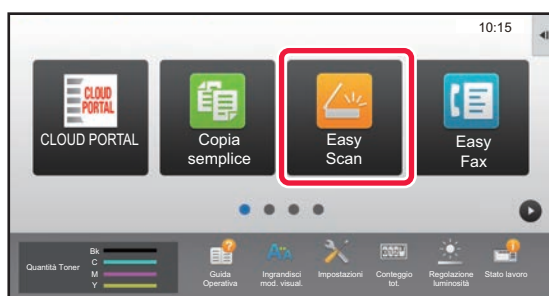 10:15
CLOUD
PORTAL
CLOUD PORTAL
Copia
semplice
Easy
Scan
Easy
Fax
Quantità Toner
Bk
C
M
Y
Guida
Operativa
Ingrandisci
mod. visual.
Impostazioni
Conteggio
tot.
Regolazione
luminosità
Stato lavoro